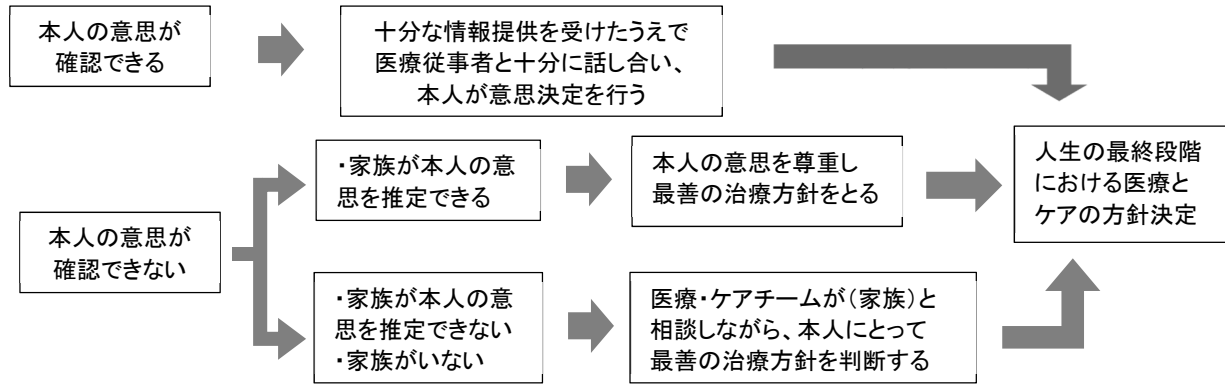 本人の意思が
確認できる
十分な情報提供を受けたうえで
医療従事者と十分に話し合い、
本人が意思決定を行う
本人の意思が
確認できない
・家族が本人の意
思を推定できる
本人の意思を尊重し
最善の治療方針をとる
・家族が本人の意
思を推定できない
・家族がいない
医療・ケアチームが(家族)と
相談しながら、本人にとって
最善の治療方針を判断する
人生の最終段階
における医療と
ケアの方針決定